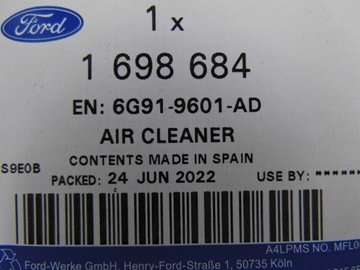 Ford
1 x
1 698 684
EN: 6G91-9601-AD
AIR CLEANER
CONTENTS MADE IN SPAIN
S9E0B
PACKED: 24 JUN 2022 USE BY: ******
A4LPMS NO. MFL0
Ford-Werke GmbH, Henry-Ford-Straße, 50735 Köln